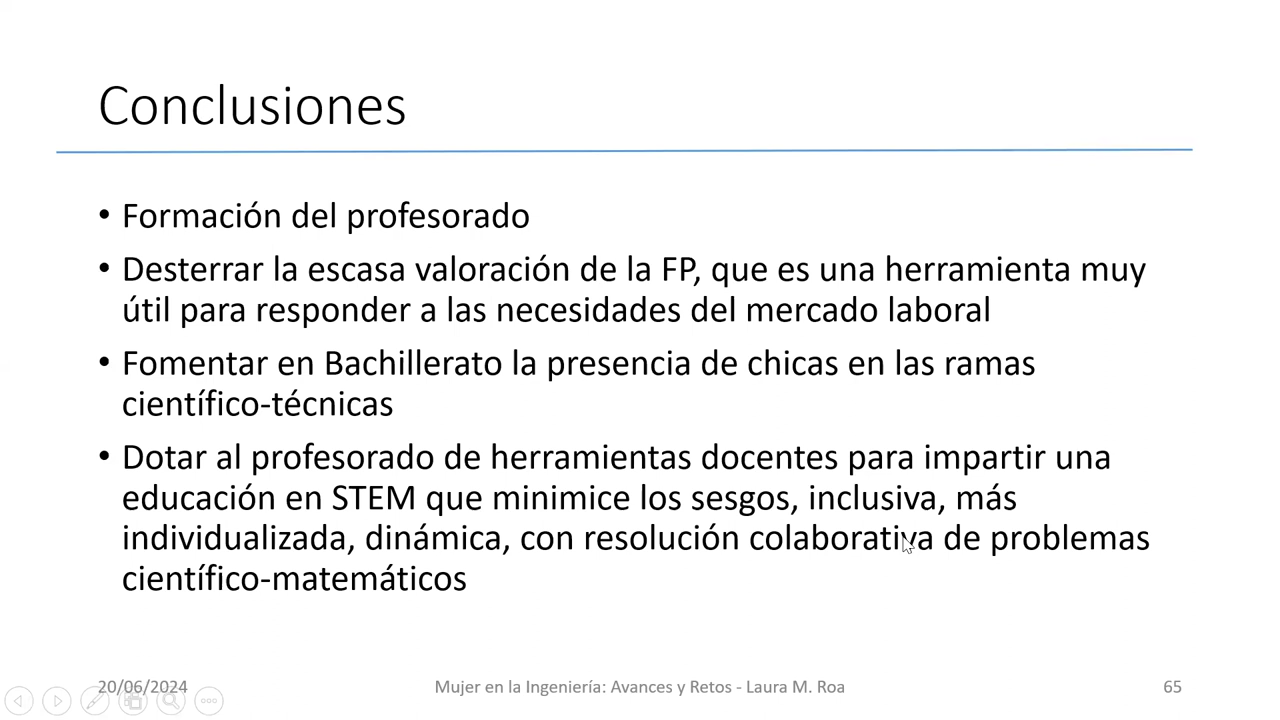 Conclusiones
• Formación del profesorado
• Desterrar la escasa valoración de la FP, que es una herramienta muy
útil para responder a las necesidades del mercado laboral
• Fomentar en Bachillerato la presencia de chicas en las ramas
científico-técnicas
• Dotar al profesorado de herramientas docentes para impartir una
educación en STEM que minimice los sesgos, inclusiva, más
individualizada, dinámica, con resolución colaborativa de problemas
científico-matemáticos
20/06/2024 Mujer en la Ingeniería: Avances y Retos - Laura M. Roa 65